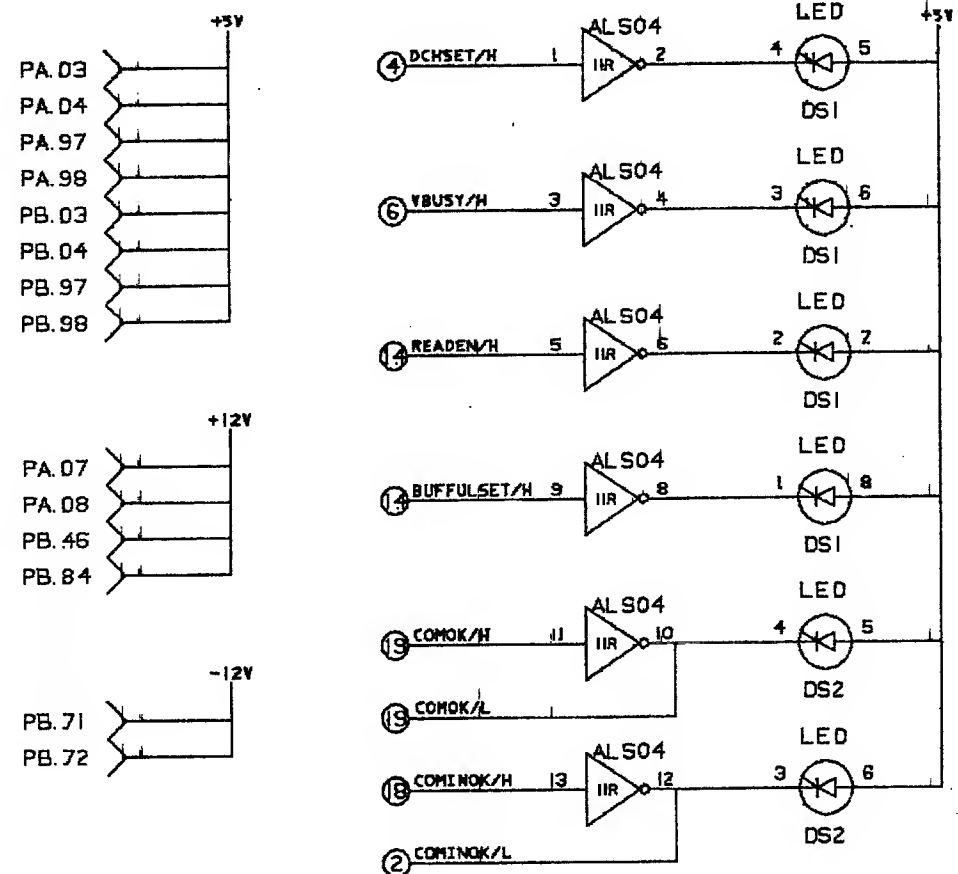 +5V
PA.03
PA.04
PA.97
PA.98
PB.03
PB.04
PB.97
PB.98
+12V
PA.07
PA.08
PB.46
PB.84
-12V
PB.71
PB.72
LED +5V
ALS04
4 DCHSET/H 1 11R 2 4 5
DS1
LED
ALS04
6 VBUSY/H 3 11R 4 3 6
DS1
LED
ALS04
14 READEN/H 5 11R 6 2 7
DS1
LED
ALS04
14 BUFFULSET/H 9 11R 8 1 8
DS1
LED
ALS04
19 COMOK/H 11 11R 10 4 5
DS2
19 COMOK/L
LED
ALS04
18 COMINOK/H 13 11R 12 3 6
DS2
2 COMINOK/L